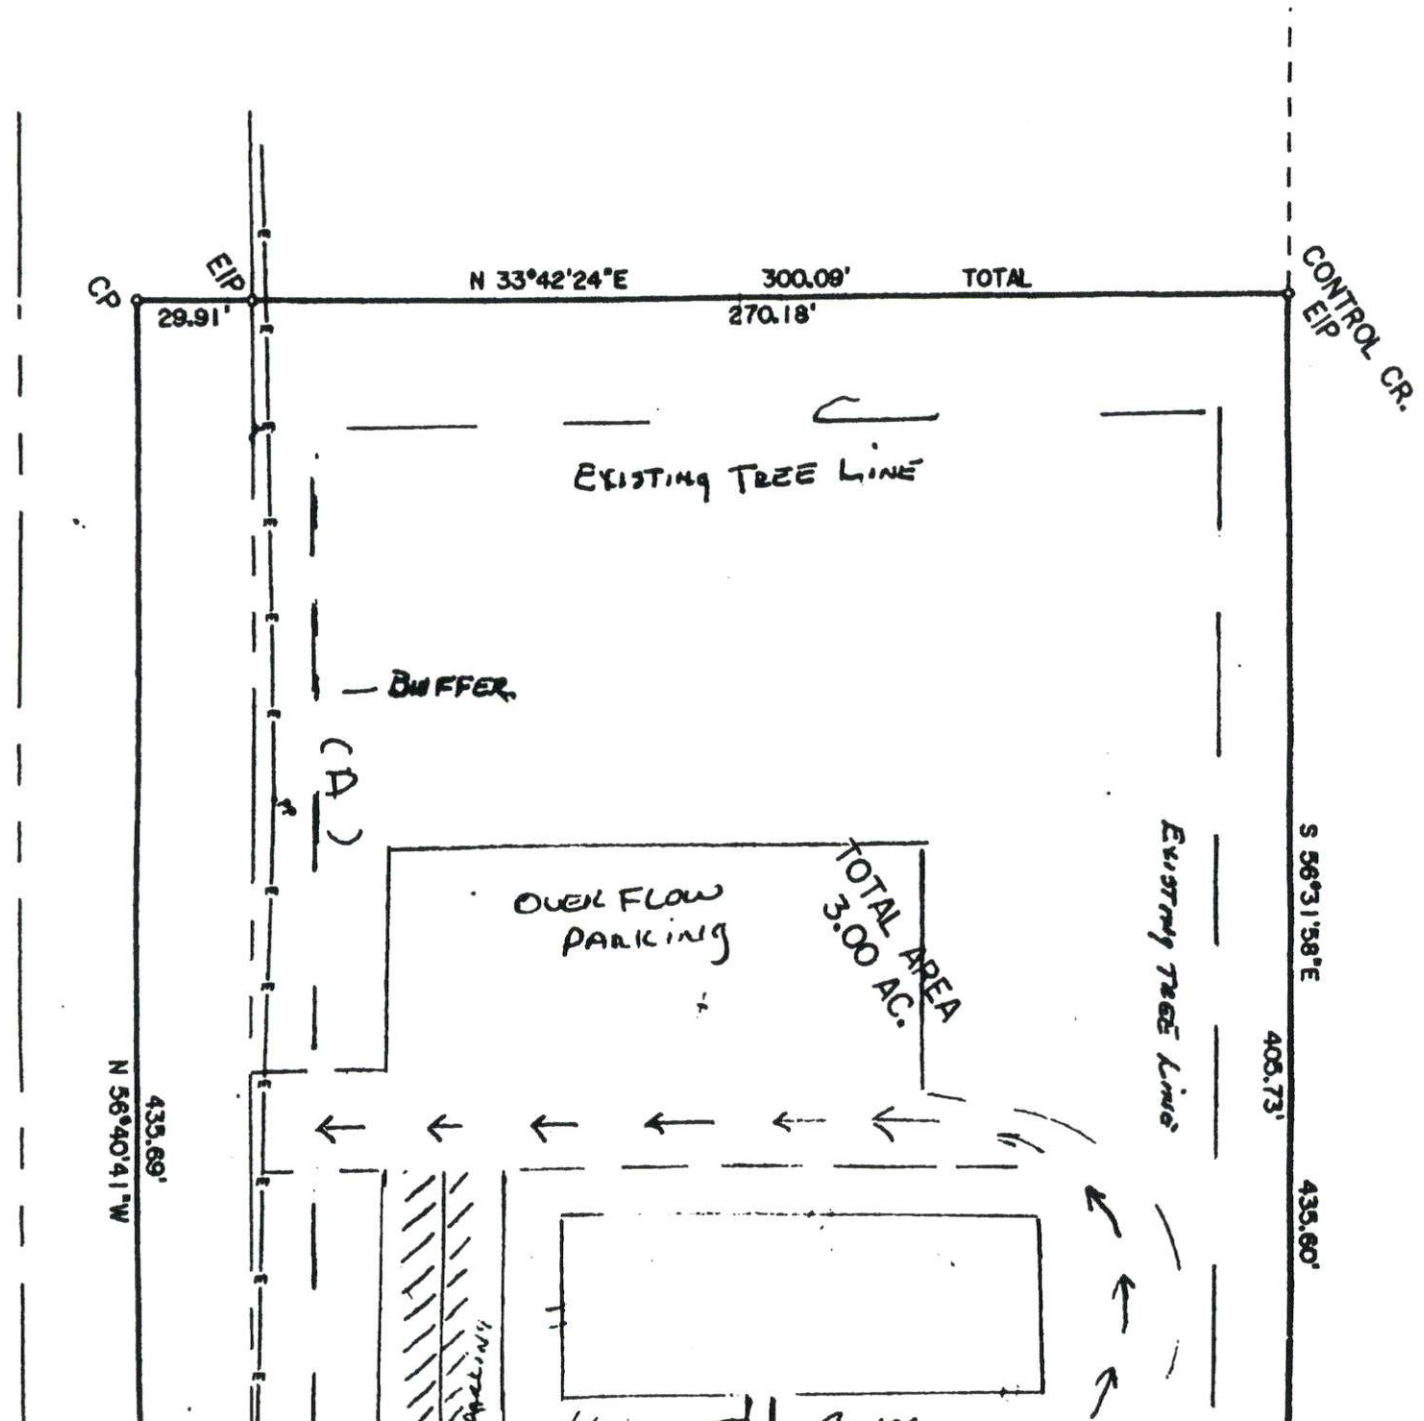 CP
EIP
N 33°42'24"E 300.09' TOTAL
29.91'
270.18'
CONTROL CR.
EIP
EXISTING TREE LINE
BUFFER
(D)
OVER FLOW
PARKING
TOTAL AREA
3.00 AC.
EXISTING TREE LINE
S 56°31'58"E
405.73'
435.60'
N 56°40'41"W
435.69'
E
E
E
E
E
E
E
E
E
E
E
E